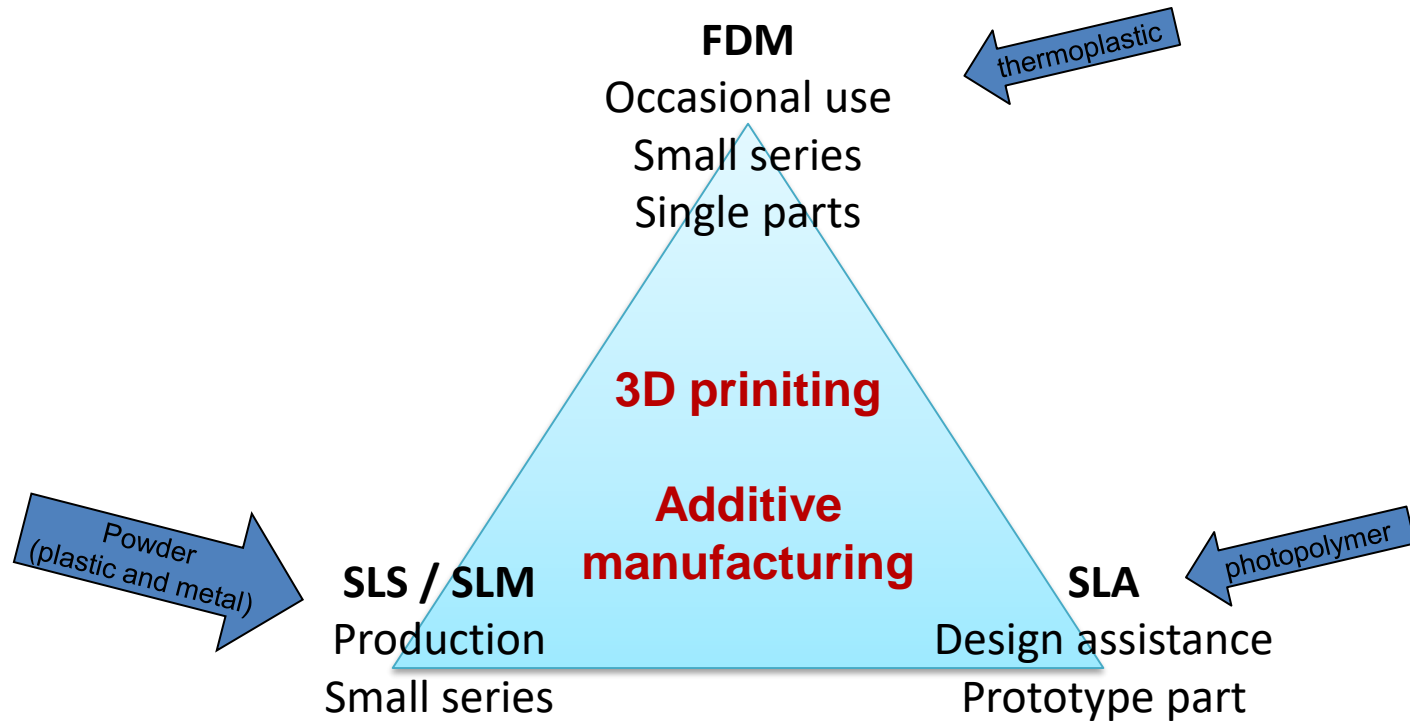 FDM
thermoplastic
Occasional use
Small series
Single parts
3D priniting
Additive
manufacturing
Powder
(plastic and metal)
SLS / SLM
Production
Small series
photopolymer
SLA
Design assistance
Prototype part